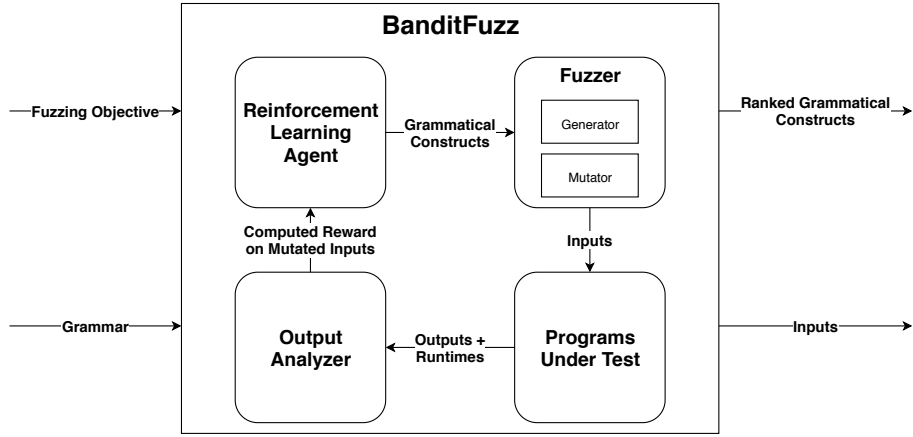 BanditFuzz
Fuzzing Objective
Reinforcement
Learning
Agent
Grammatical
Constructs
Fuzzer
Generator
Mutator
Ranked Grammatical
Constructs
Computed Reward
on Mutated Inputs
Inputs
Grammar
Output
Analyzer
Outputs +
Runtimes
Programs
Under Test
Inputs